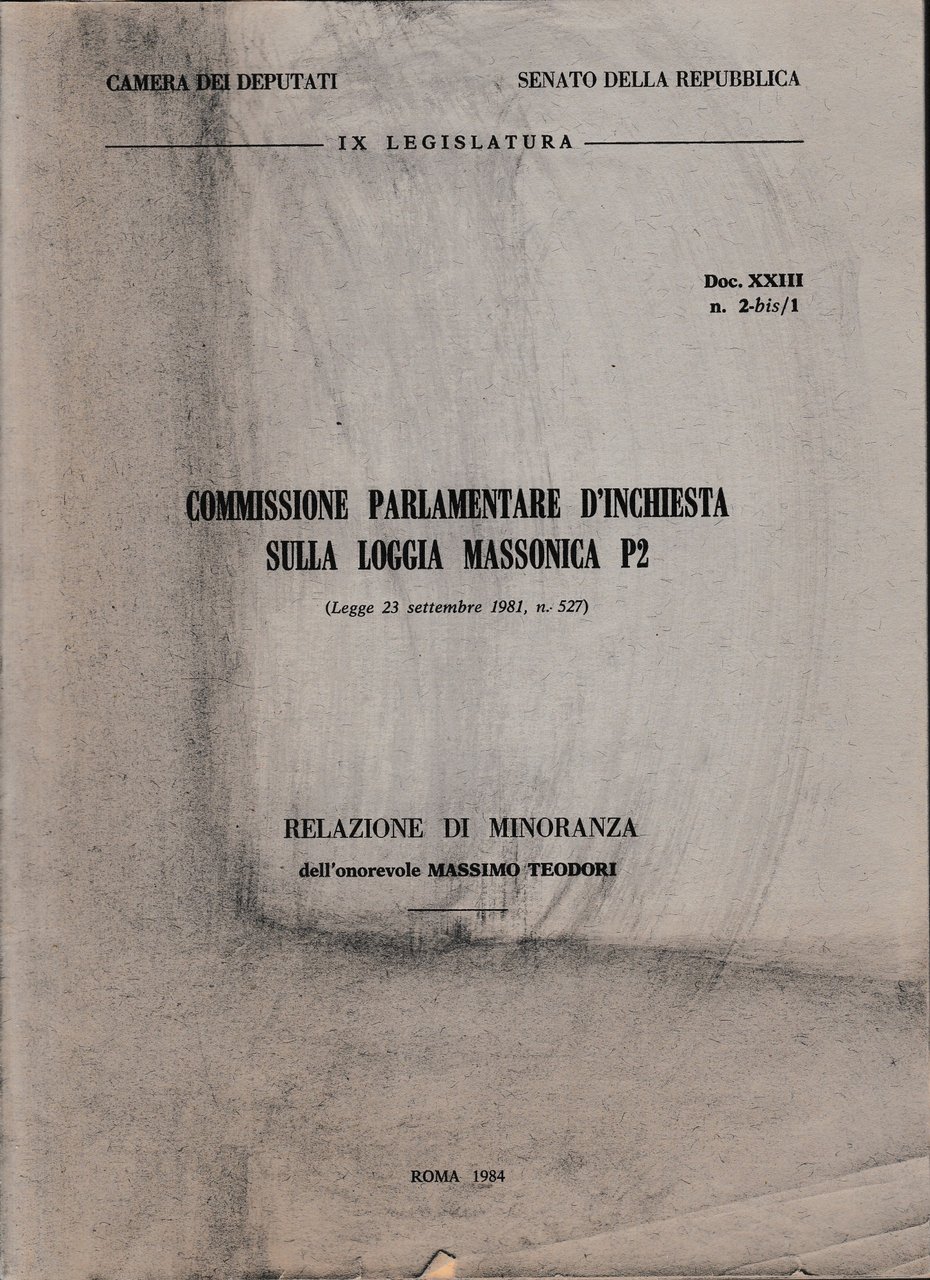 CAMERA DEI DEPUTATI SENATO DELLA REPUBBLICA
IX LEGISLATURA
Doc. XXIII
n. 2-bis/1
COMMISSIONE PARLAMENTARE D'INCHIESTA
SULLA LOGGIA MASSONICA P2
(Legge 23 settembre 1981, n. 527)
RELAZIONE DI MINORANZA
dell'onorevole MASSIMO TEODORI
ROMA 1984